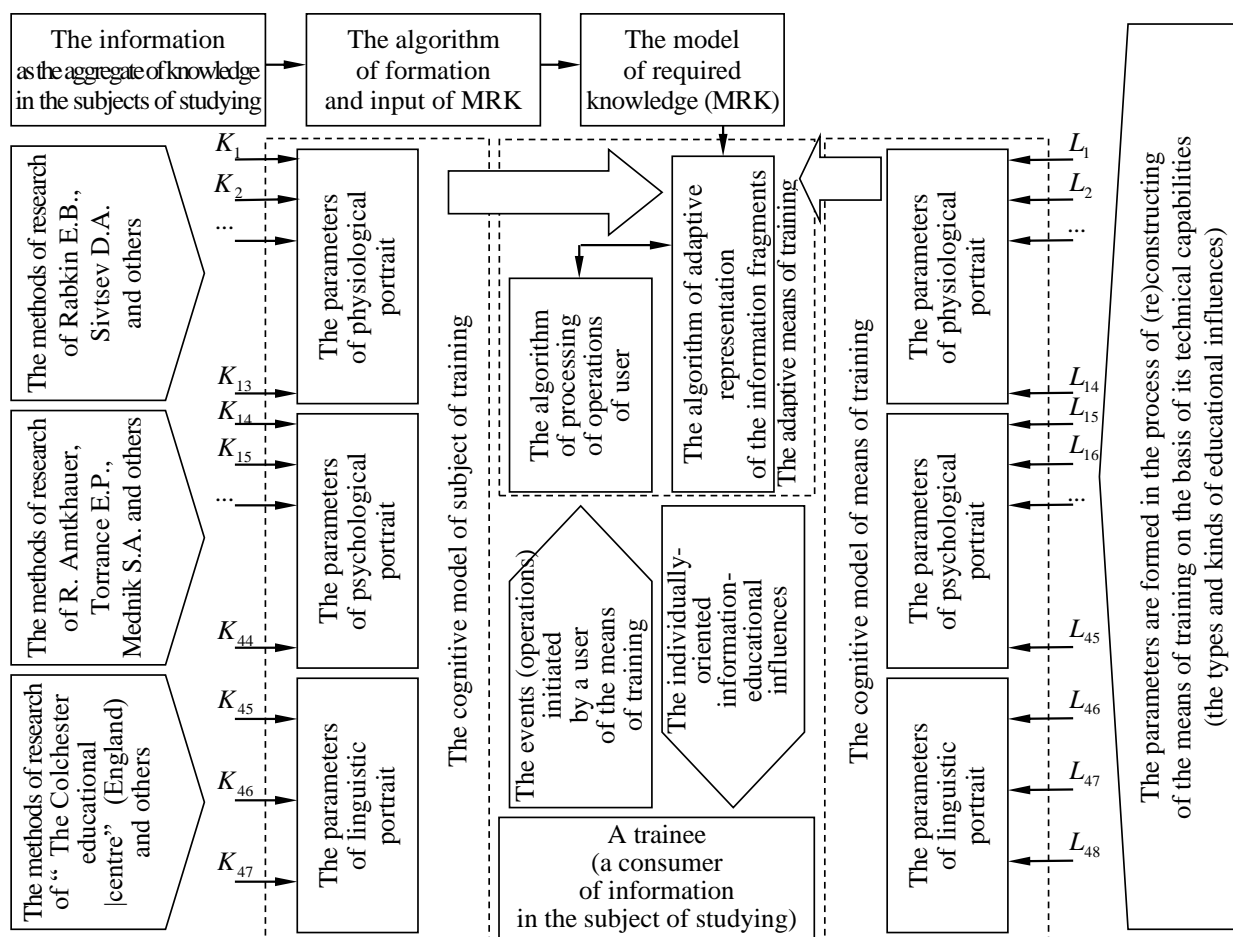 The information
as the aggregate of knowledge
in the subjects of studying
The algorithm
of formation
and input of MRK
The model
of required
knowledge (MRK)
The methods of research
of Rabkin E.B.,
Sivtsev D.A.
and others
The methods of research
of R. Amtkhauer,
Torrance E.P.,
Mednik S.A. and others
The methods of research
of “ The Colchester
educational
|centre” (England)
and others
K1
K2
...
K13
K14
K15
...
K44
K45
K46
K47
The parameters
of physiological
portrait
The parameters
of psychological
portrait
The parameters
of linguistic
portrait
The cognitive model of subject of training
The algorithm
of processing
of operations
of user
The algorithm of adaptive
representation
of the information fragments
The adaptive means of training
The events (operations)
initiated
by a user
of the means
of training
The individually-
oriented
information-
educational
influences
A trainee
(a consumer
of information
in the subject of studying)
The cognitive model of means of training
The parameters
of physiological
portrait
The parameters
of psychological
portrait
The parameters
of linguistic
portrait
L1
L2
...
L14
L15
L16
...
L45
L46
L47
L48
The parameters are formed in the process of (re)constructing
of the means of training on the basis of its technical capabilities
(the types and kinds of educational influences)